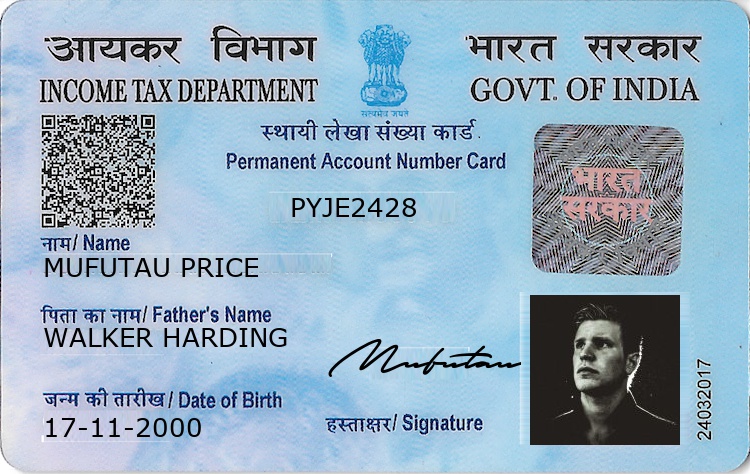 आयकर विभाग
INCOME TAX DEPARTMENT
सत्यमेव जयते
भारत सरकार
GOVT. OF INDIA
स्थायी लेखा संख्या कार्ड
Permanent Account Number Card
PYJE2428
भारत
सरकार
नाम/ Name
MUFUTAU PRICE
पिता का नाम/ Father's Name
WALKER HARDING
जन्म की तारीख/ Date of Birth
17-11-2000
Mufutau
हस्ताक्षर/ Signature
24032017